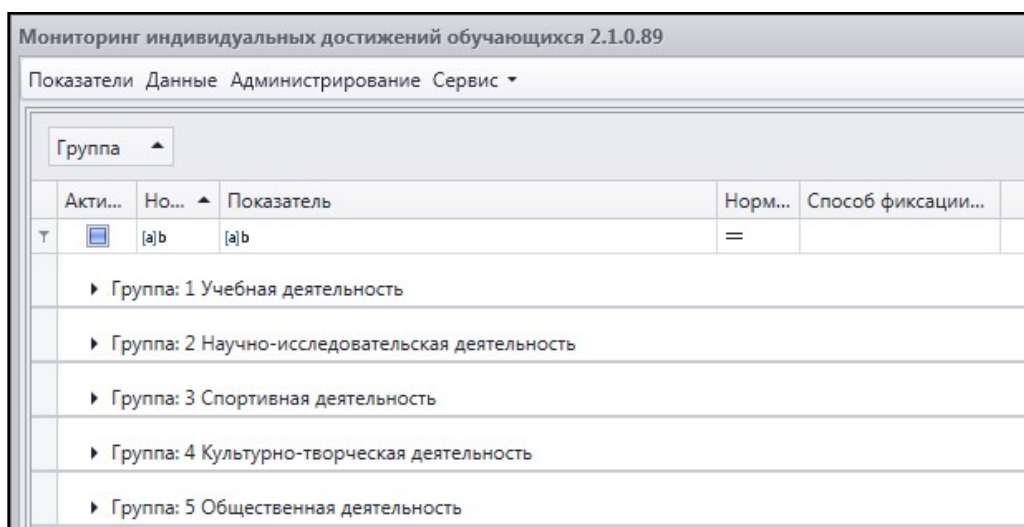 Мониторинг индивидуальных достижений обучающихся 2.1.0.89
Показатели Данные Администрирование Сервис
Группа
Акти... Но... Показатель Норм... Способ фиксации...
[a]b [a]b =
Группа: 1 Учебная деятельность
Группа: 2 Научно-исследовательская деятельность
Группа: 3 Спортивная деятельность
Группа: 4 Культурно-творческая деятельность
Группа: 5 Общественная деятельность